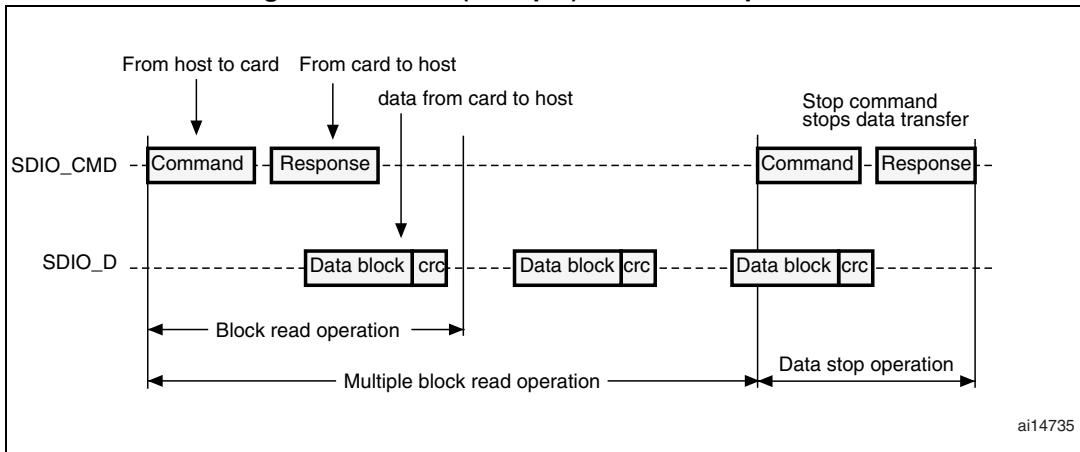 From host to card
From card to host
data from card to host
Stop command
stops data transfer
SDIO_CMD
Command
Response
Command
Response
SDIO_D
Data block
crc
Data block
crc
Data block
crc
Block read operation
Data stop operation
Multiple block read operation
ai14735